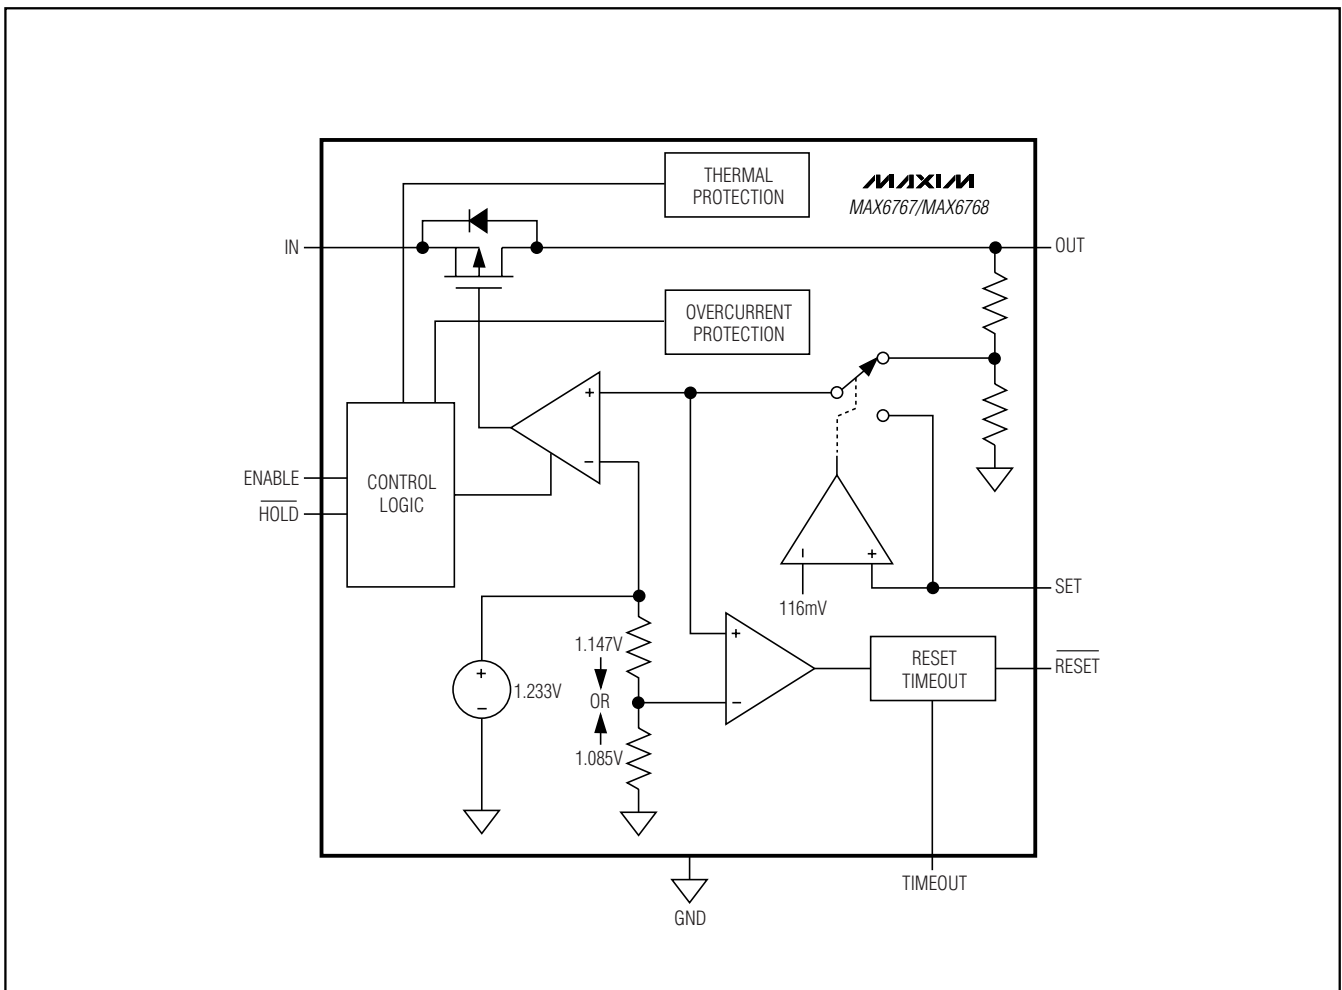 THERMAL
PROTECTION
MAXIM
MAX6767/MAX6768
IN
OUT
OVERCURRENT
PROTECTION
+
−
ENABLE
HOLD
CONTROL
LOGIC
− +
116mV
SET
1.147V
OR
1.085V
+
−
1.233V
+
−
RESET
TIMEOUT
RESET
TIMEOUT
GND